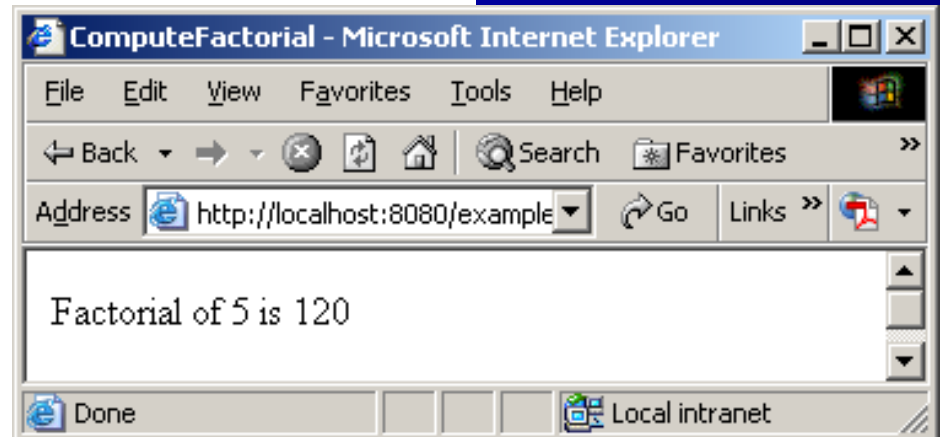 ComputeFactorial - Microsoft Internet Explorer
File Edit View Favorites Tools Help
Back Search Favorites »
Address http://localhost:8080/example Go Links »
Factorial of 5 is 120
Done Local intranet